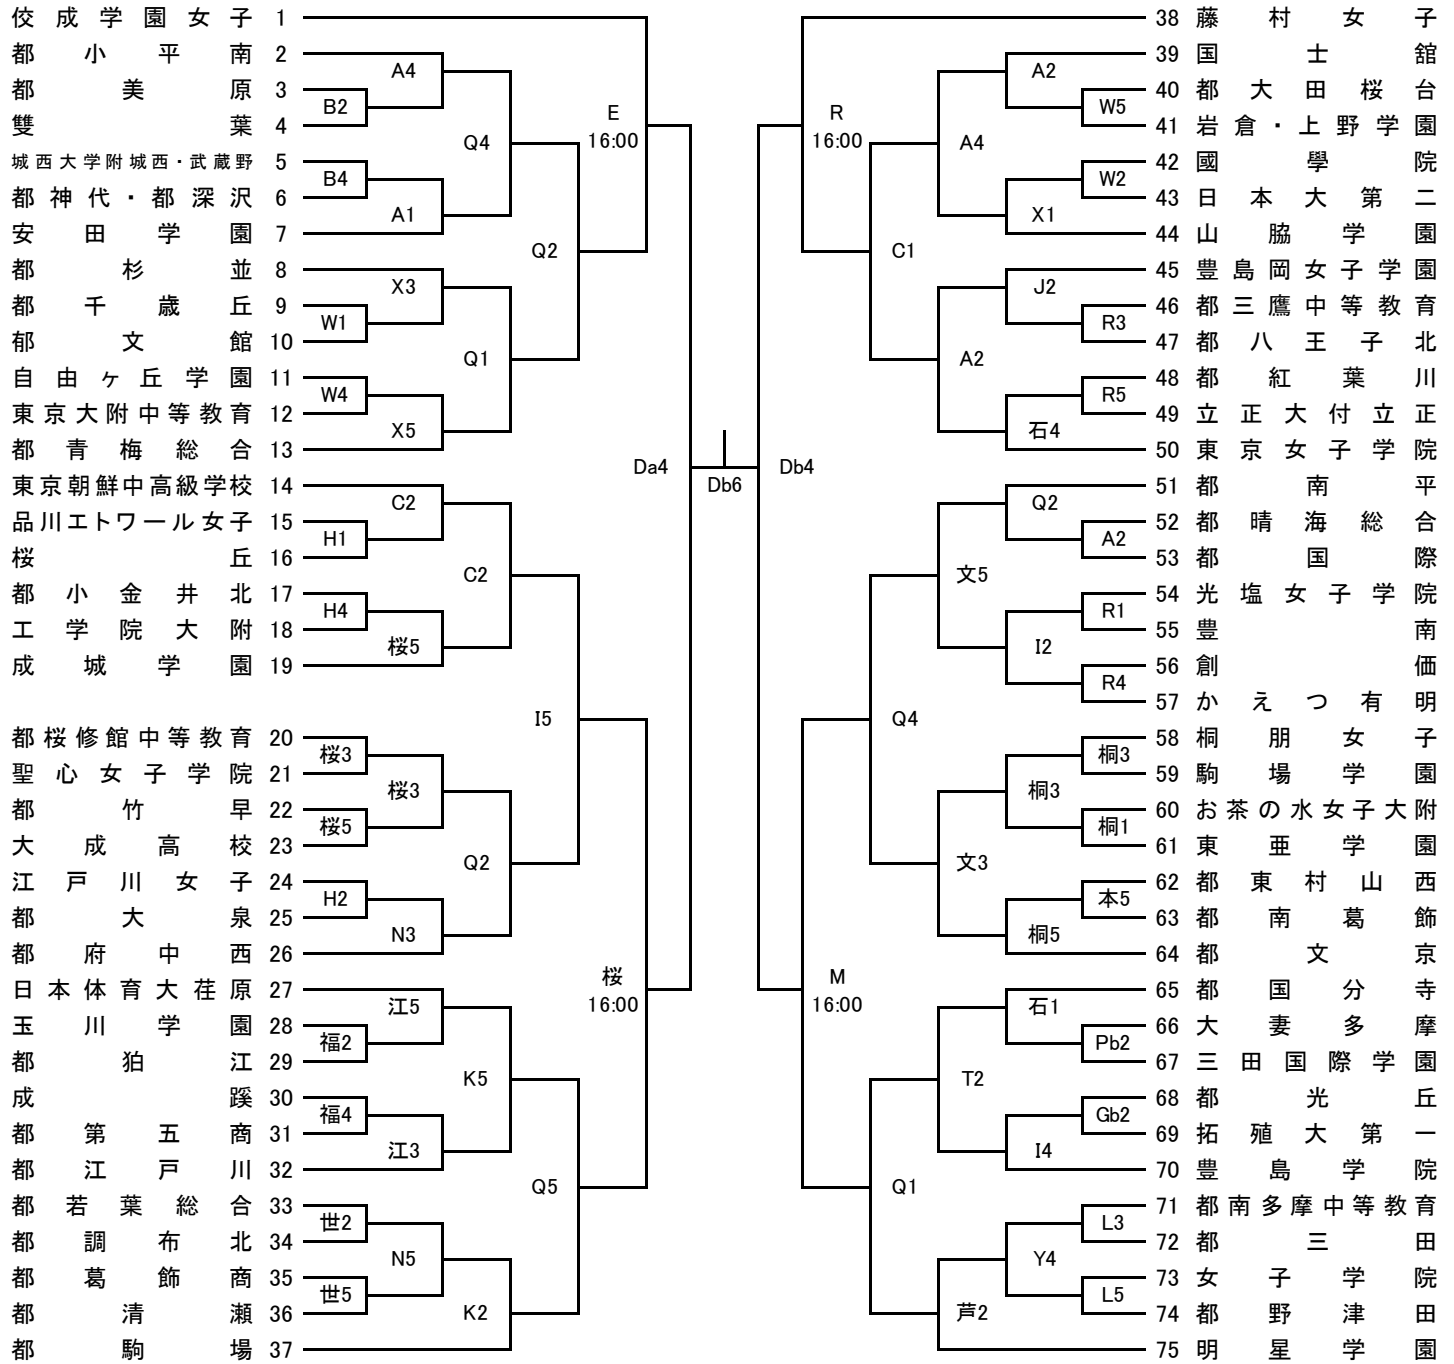 佼成学園女子 1
都小平南 2
都美原 3
雙葉 4
城西大学附城西・武蔵野 5
都神代・都深沢 6
安田学園 7
都杉並 8
都千歳丘 9
郁文館 10
自由ヶ丘学園 11
東京大附中等教育 12
都青梅総合 13
東京朝鮮中高級学校 14
品川エトワール女子 15
桜丘 16
都小金井北 17
工学院大附 18
成城学園 19
都桜修館中等教育 20
聖心女子学院 21
都竹早 22
大成高校 23
江戸川女子 24
都大泉 25
都府中西 26
日本体育大荏原 27
玉川学園 28
都狛江 29
成蹊 30
都第五商 31
都江戸川 32
都若葉総合 33
都調布北 34
都葛飾商 35
都清瀬 36
都駒場 37
B2
B4
W1
W4
H1
H4
桜3
桜5
H2
福2
福4
世2
世5
A4
A1
X3
X5
C2
桜5
桜3
N3
江5
江3
N5
Q4
Q1
C2
Q2
K5
K2
Q2
I5
Q5
E
16:00
桜
16:00
Da4
Db6
Db4
R
16:00
M
16:00
C1
Q4
Q1
A4
A2
文5
文3
T2
芦2
A2
X1
J2
石4
Q2
I2
桐3
桐5
石1
I4
Y4
W5
W2
R3
R5
A2
R1
R4
桐3
桐1
本5
Pb2
Gb2
L3
L5
38 藤村女子
39 国士舘
40 都大田桜台
41 岩倉・上野学園
42 國學院
43 日本大第二
44 山脇学園
45 豊島岡女子学園
46 都三鷹中等教育
47 都八王子北
48 都紅葉川
49 立正大付立正
50 東京女子学院
51 都南平
52 都晴海総合
53 都国際
54 光塩女子学院
55 豊南
56 創価
57 かえつ有明
58 桐朋女子
59 駒場学園
60 お茶の水女子大附
61 東亜学園
62 都東村山西
63 都南葛飾
64 都文京
65 都国分寺
66 大妻多摩
67 三田国際学園
68 都光丘
69 拓殖大第一
70 豊島学院
71 都南多摩中等教育
72 都三田
73 女子学院
74 都野津田
75 明星学園